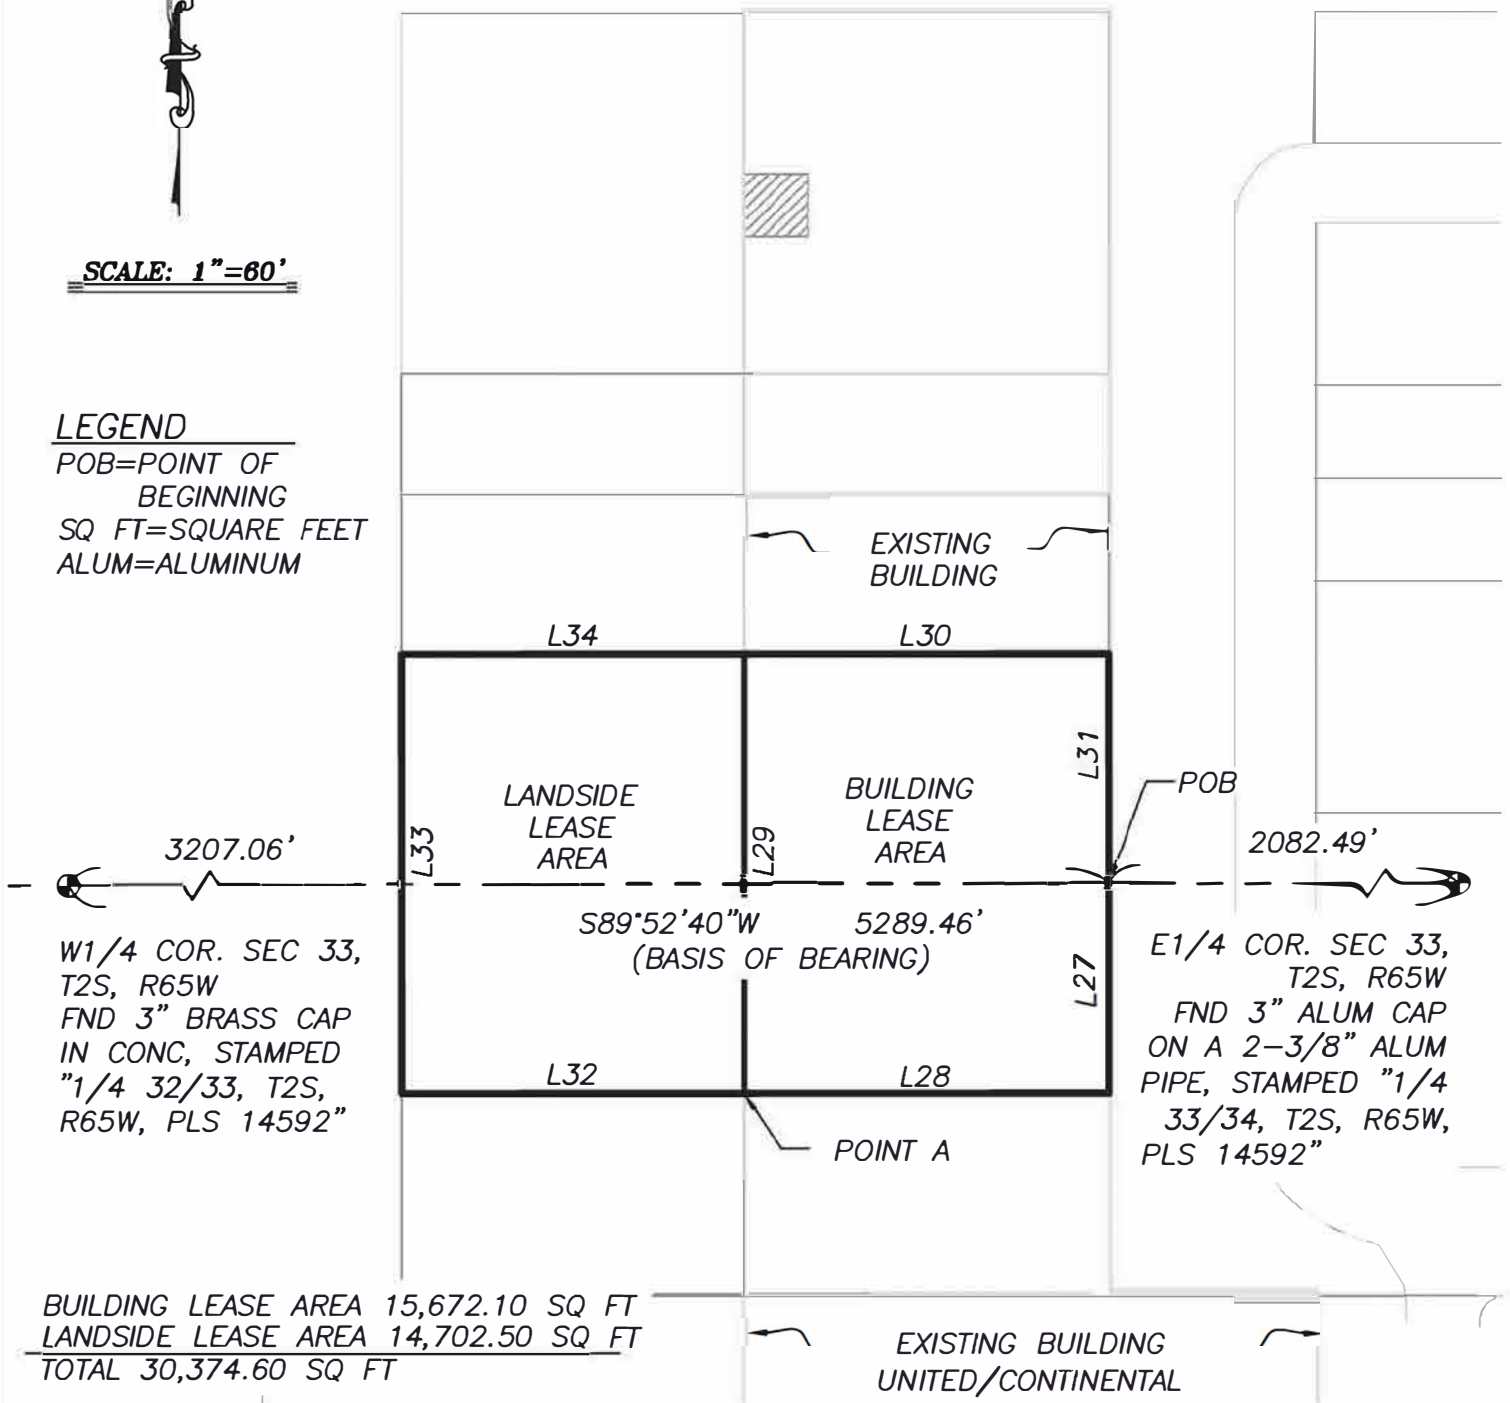 SCALE: 1"=60'
LEGEND
POB=POINT OF
BEGINNING
SQ FT=SQUARE FEET
ALUM=ALUMINUM
EXISTING
BUILDING
L34
L30
L31
POB
LANDSIDE
LEASE
AREA
BUILDING
LEASE
AREA
L33
L29
3207.06'
2082.49'
S89°52'40"W 5289.46'
(BASIS OF BEARING)
L27
W1/4 COR. SEC 33,
T2S, R65W
FND 3" BRASS CAP
IN CONC, STAMPED
"1/4 32/33, T2S,
R65W, PLS 14592"
E1/4 COR. SEC 33,
T2S, R65W
FND 3" ALUM CAP
ON A 2-3/8" ALUM
PIPE, STAMPED "1/4
33/34, T2S, R65W,
PLS 14592"
L32
L28
POINT A
BUILDING LEASE AREA 15,672.10 SQ FT
LANDSIDE LEASE AREA 14,702.50 SQ FT
TOTAL 30,374.60 SQ FT
EXISTING BUILDING
UNITED/CONTINENTAL